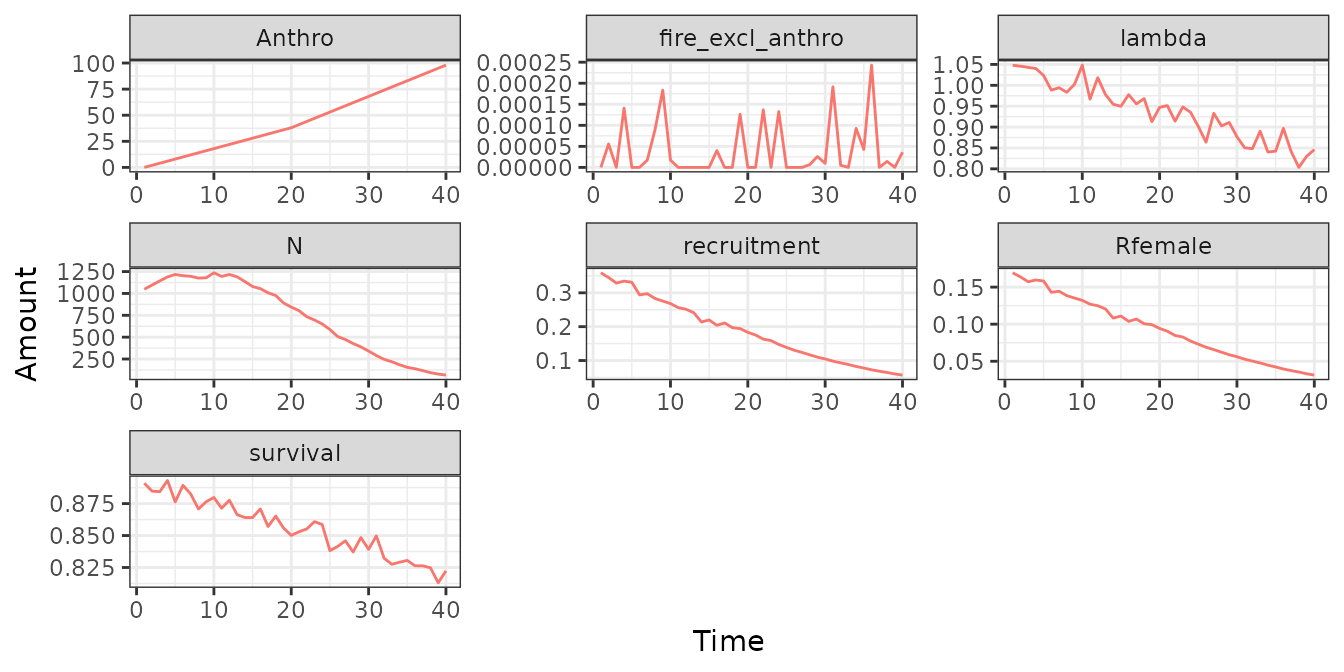 Anthro
fire_excl_anthro
lambda
100
75
50
25
0
0.00025
0.00020
0.00015
0.00010
0.00005
0.00000
1.05
1.00
0.95
0.90
0.85
0.80
0 10 20 30 40
0 10 20 30 40
0 10 20 30 40
N
recruitment
Rfemale
1250
1000
750
500
250
0.3
0.2
0.1
0.15
0.10
0.05
0 10 20 30 40
0 10 20 30 40
0 10 20 30 40
Amount
survival
0.875
0.850
0.825
0 10 20 30 40
Time